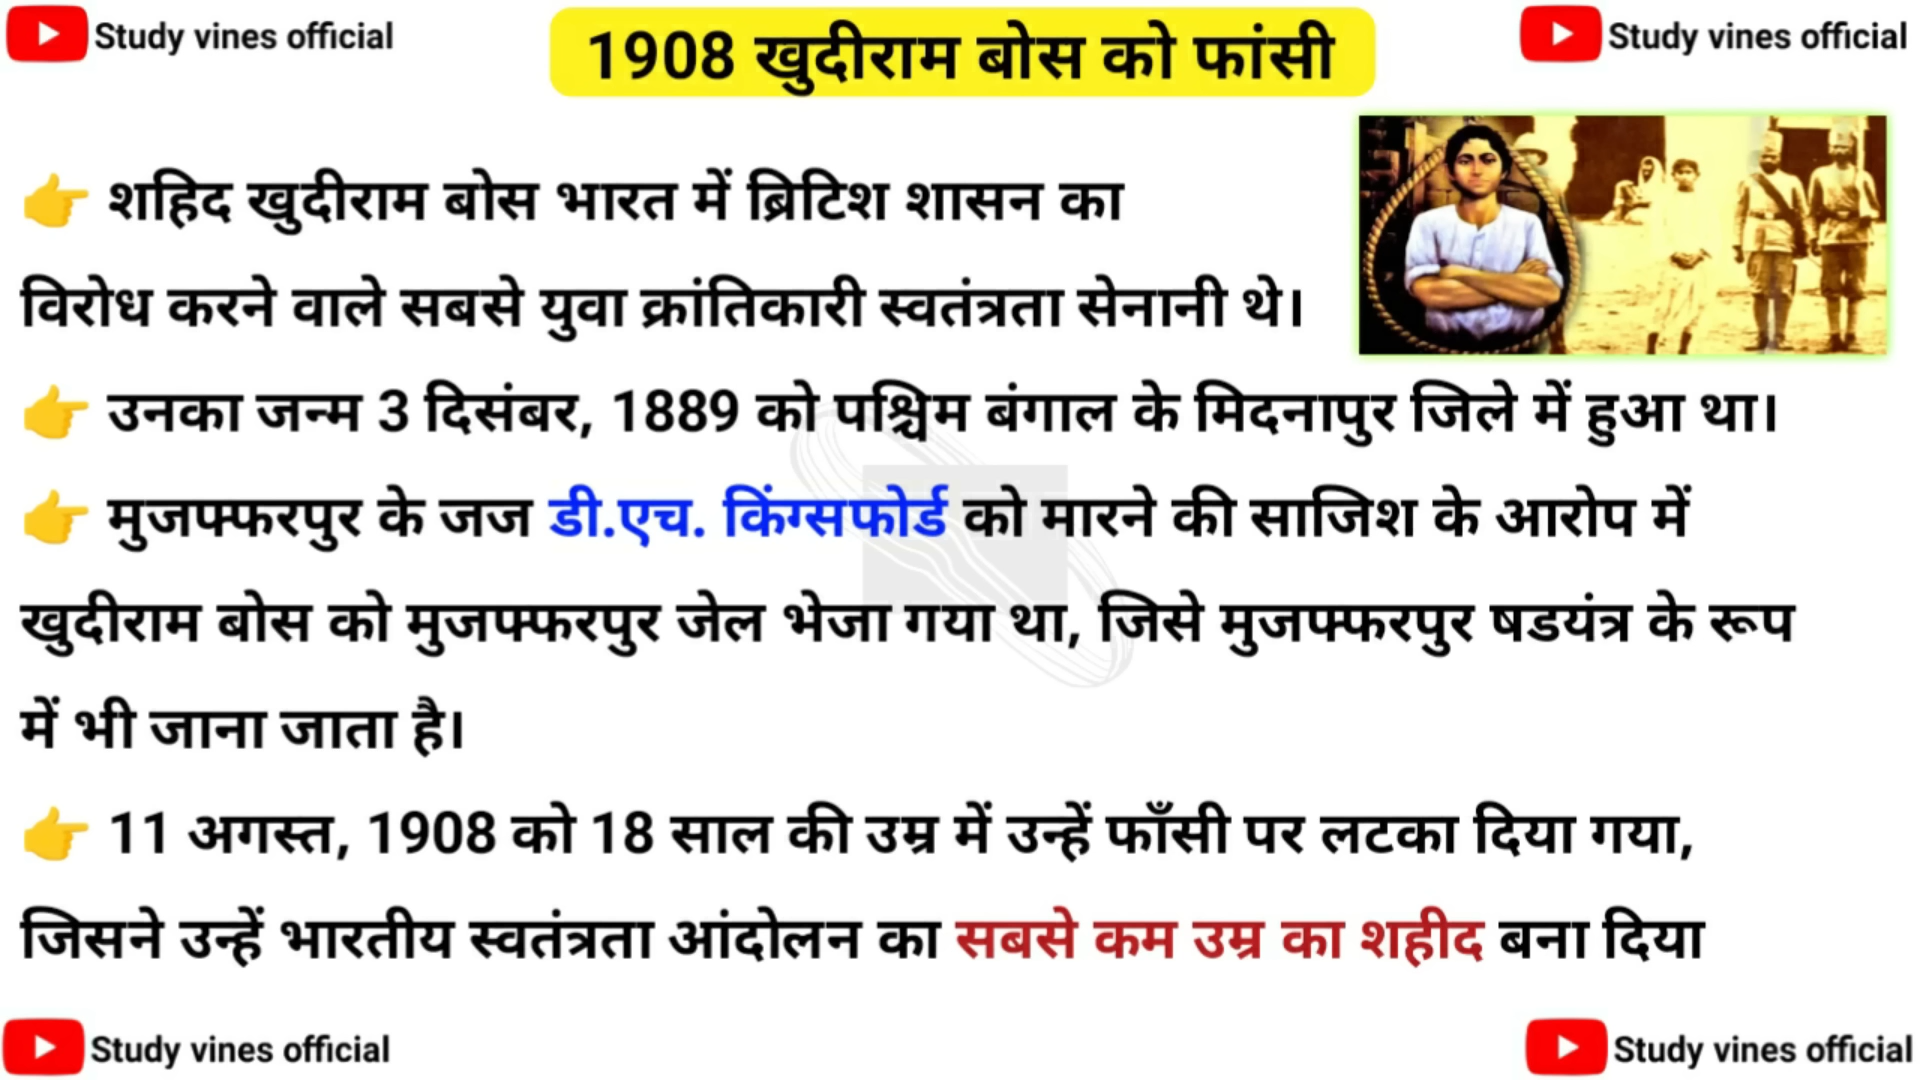 Study vines official
1908 खुदीराम बोस को फांसी
Study vines official
👉 शहिद खुदीराम बोस भारत में ब्रिटिश शासन का
विरोध करने वाले सबसे युवा क्रांतिकारी स्वतंत्रता सेनानी थे।
👉 उनका जन्म 3 दिसंबर, 1889 को पश्चिम बंगाल के मिदनापुर जिले में हुआ था।
👉 मुजफ्फरपुर के जज डी.एच. किंग्सफोर्ड को मारने की साजिश के आरोप में
खुदीराम बोस को मुजफ्फरपुर जेल भेजा गया था, जिसे मुजफ्फरपुर षडयंत्र के रूप
में भी जाना जाता है।
👉 11 अगस्त, 1908 को 18 साल की उम्र में उन्हें फाँसी पर लटका दिया गया,
जिसने उन्हें भारतीय स्वतंत्रता आंदोलन का सबसे कम उम्र का शहीद बना दिया
Study vines official
Study vines official